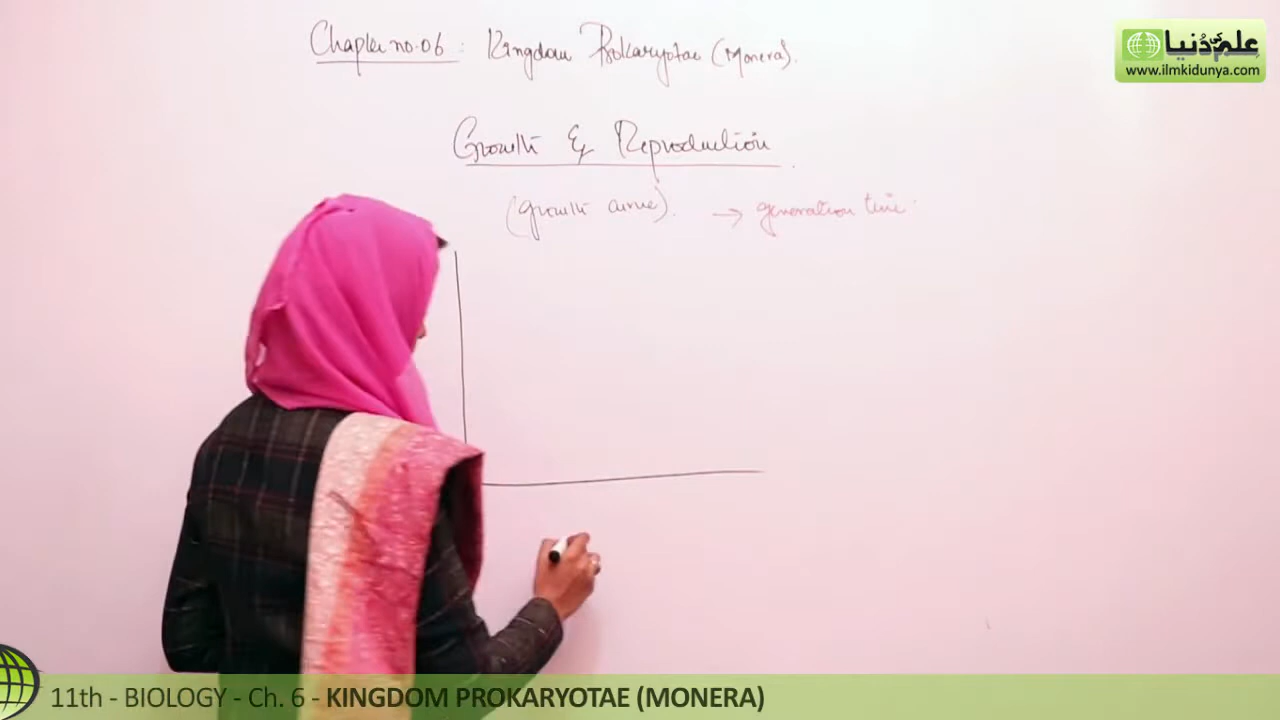 Chapter no. 06 : Kingdom Prokaryotae (Monera).
علم کی دُنیا
www.ilmkidunya.com
Growth & Reproduction
(growth curve). → generation time.
11th - BIOLOGY - Ch. 6 - KINGDOM PROKARYOTAE (MONERA)